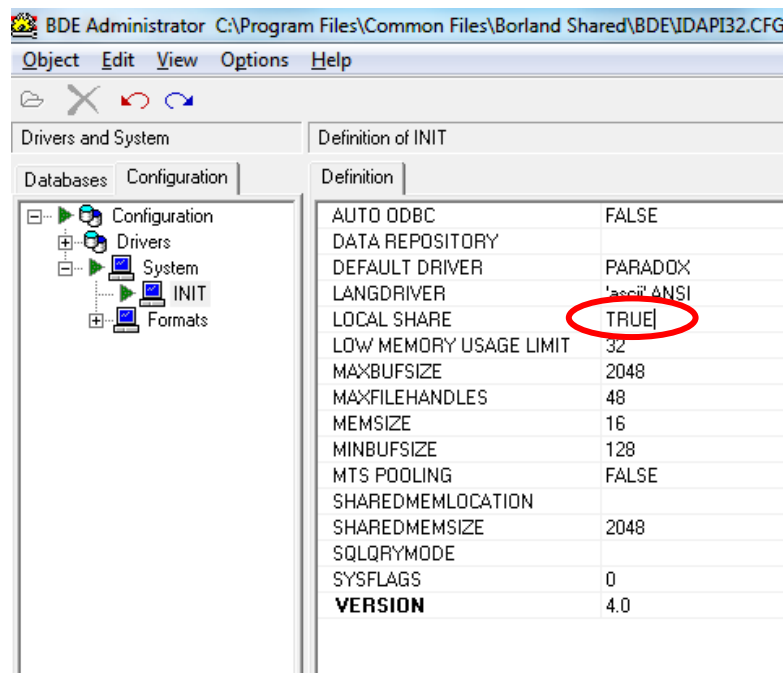 BDE Administrator C:\Program Files\Common Files\Borland Shared\BDE\IDAPI32.CFG
Object Edit View Options Help
Drivers and System
Definition of INIT
Databases Configuration
Definition
Configuration
Drivers
System
INIT
Formats
AUTO ODBC FALSE
DATA REPOSITORY
DEFAULT DRIVER PARADOX
LANGDRIVER 'ascii' ANSI
LOCAL SHARE TRUE
LOW MEMORY USAGE LIMIT 32
MAXBUFSIZE 2048
MAXFILEHANDLES 48
MEMSIZE 16
MINBUFSIZE 128
MTS POOLING FALSE
SHAREDMEMLOCATION
SHAREDMEMSIZE 2048
SQLQRYMODE
SYSFLAGS 0
VERSION 4.0